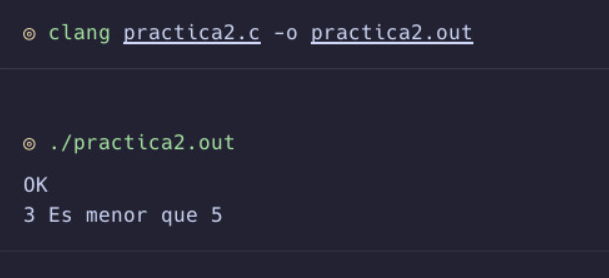 ◎ clang practica2.c -o practica2.out
◎ ./practica2.out
OK
3 Es menor que 5